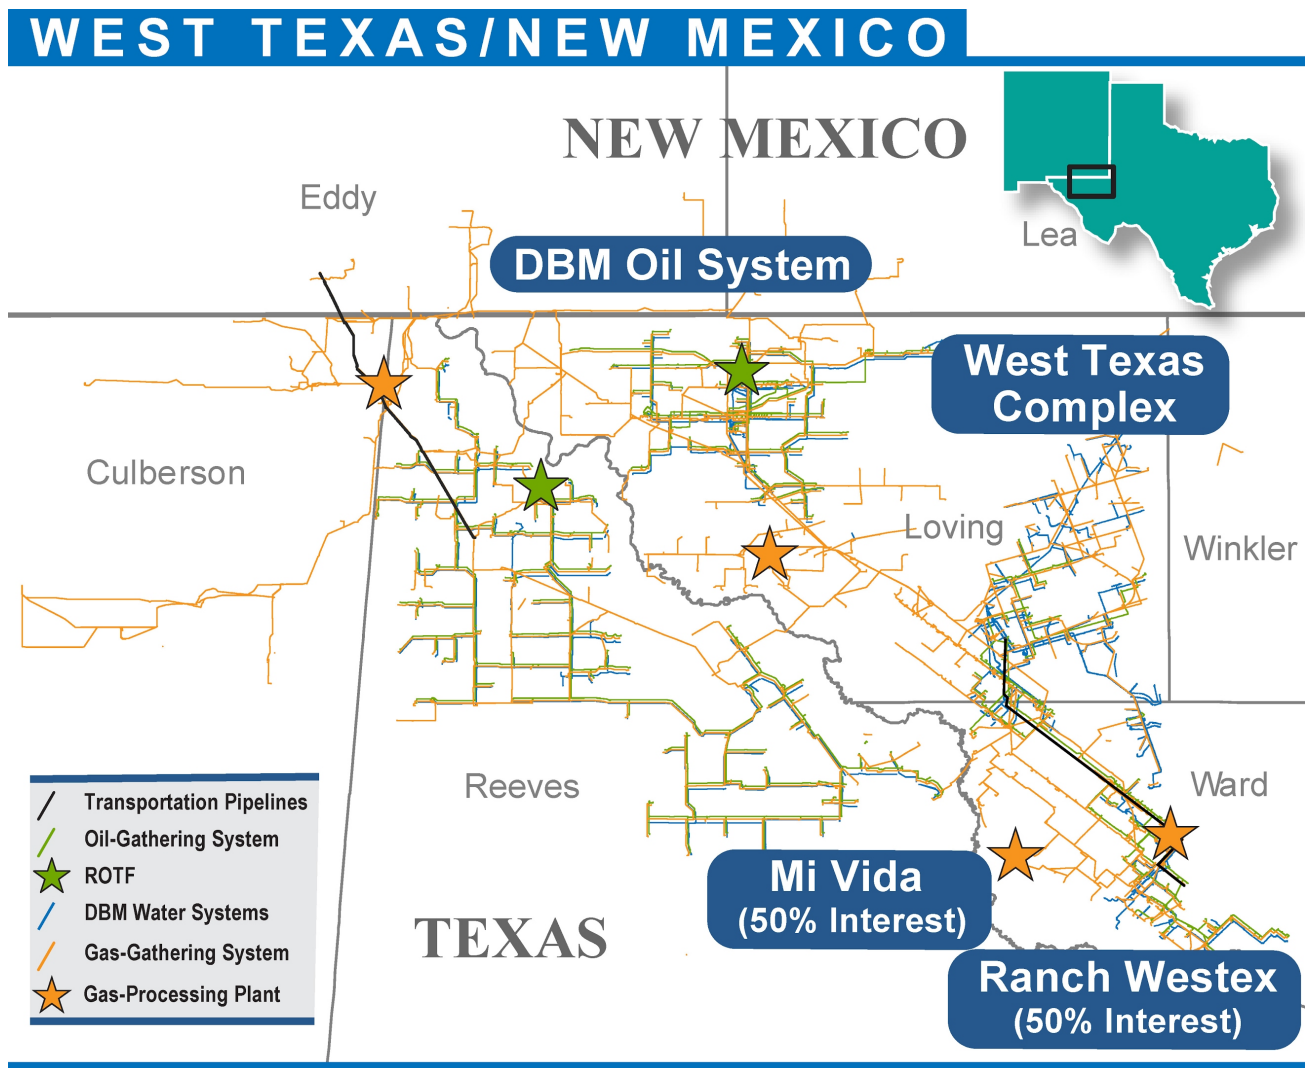 WEST TEXAS/NEW MEXICO
NEW MEXICO
Eddy
Lea
DBM Oil System
West Texas
Complex
Culberson
Loving
Winkler
Reeves
Ward
Transportation Pipelines
Oil-Gathering System
ROTF
DBM Water Systems
Gas-Gathering System
Gas-Processing Plant
Mi Vida
(50% Interest)
TEXAS
Ranch Westex
(50% Interest)